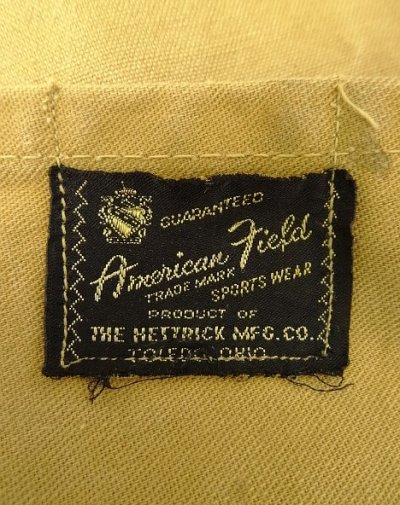 GUARANTEED
American Field
TRADE MARK SPORTS WEAR
PRODUCT OF
THE HETTRICK MFG. CO.
TOLEDO, OHIO